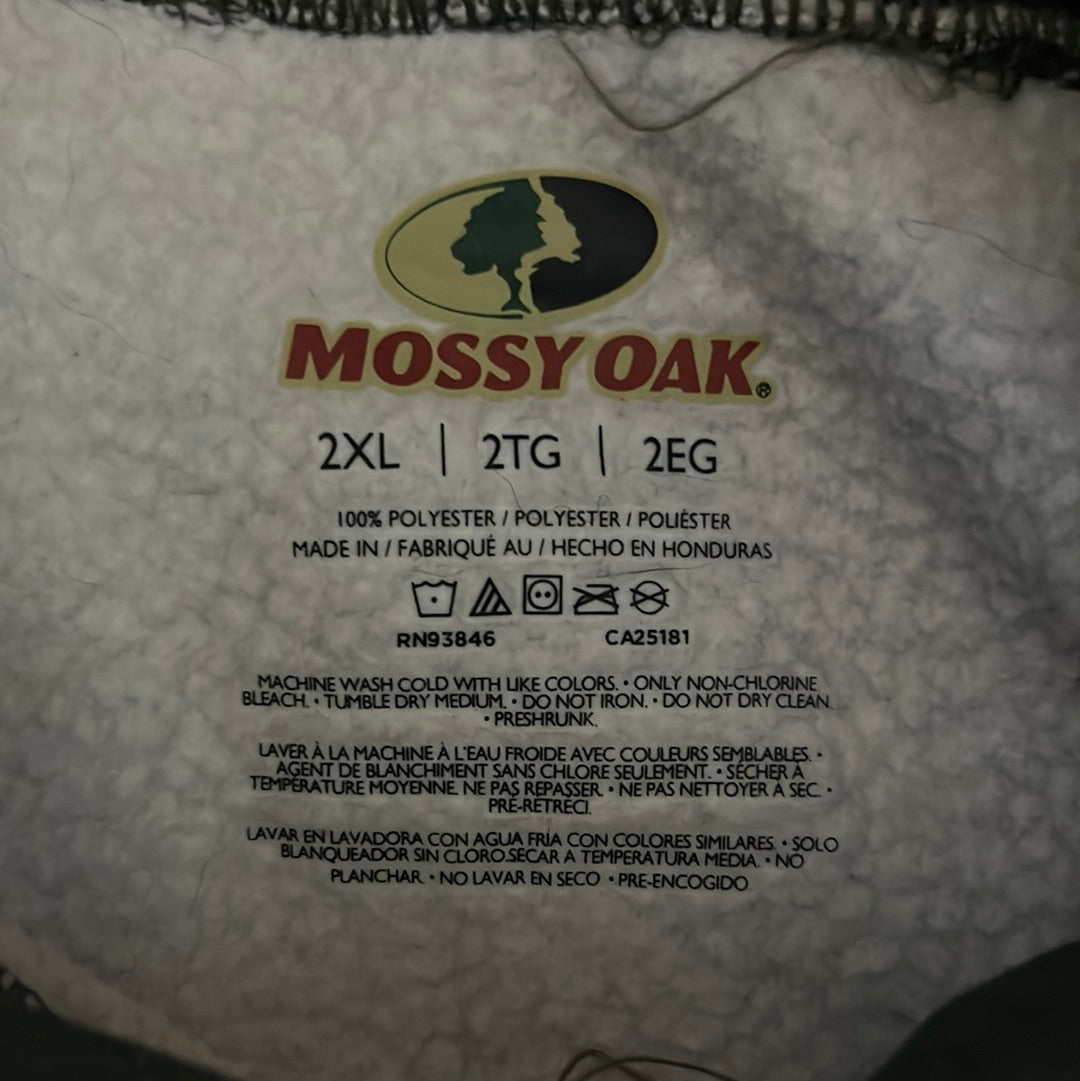 MOSSY OAK®
2XL | 2TG | 2EG
100% POLYESTER / POLYESTER / POLIÉSTER
MADE IN / FABRIQUÉ AU / HECHO EN HONDURAS
RN93846 CA25181
MACHINE WASH COLD WITH LIKE COLORS. • ONLY NON-CHLORINE
BLEACH. • TUMBLE DRY MEDIUM. • DO NOT IRON. • DO NOT DRY CLEAN.
• PRESHRUNK.
LAVER À LA MACHINE À L'EAU FROIDE AVEC COULEURS SEMBLABLES. •
AGENT DE BLANCHIMENT SANS CHLORE SEULEMENT. • SÉCHER À
TEMPÉRATURE MOYENNE. NE PAS REPASSER. • NE PAS NETTOYER À SEC. •
PRÉ-RÉTRÉCI.
LAVAR EN LAVADORA CON AGUA FRÍA CON COLORES SIMILARES. • SOLO
BLANQUEADOR SIN CLORO.SECAR A TEMPERATURA MEDIA. • NO
PLANCHAR. • NO LAVAR EN SECO • PRE-ENCOGIDO